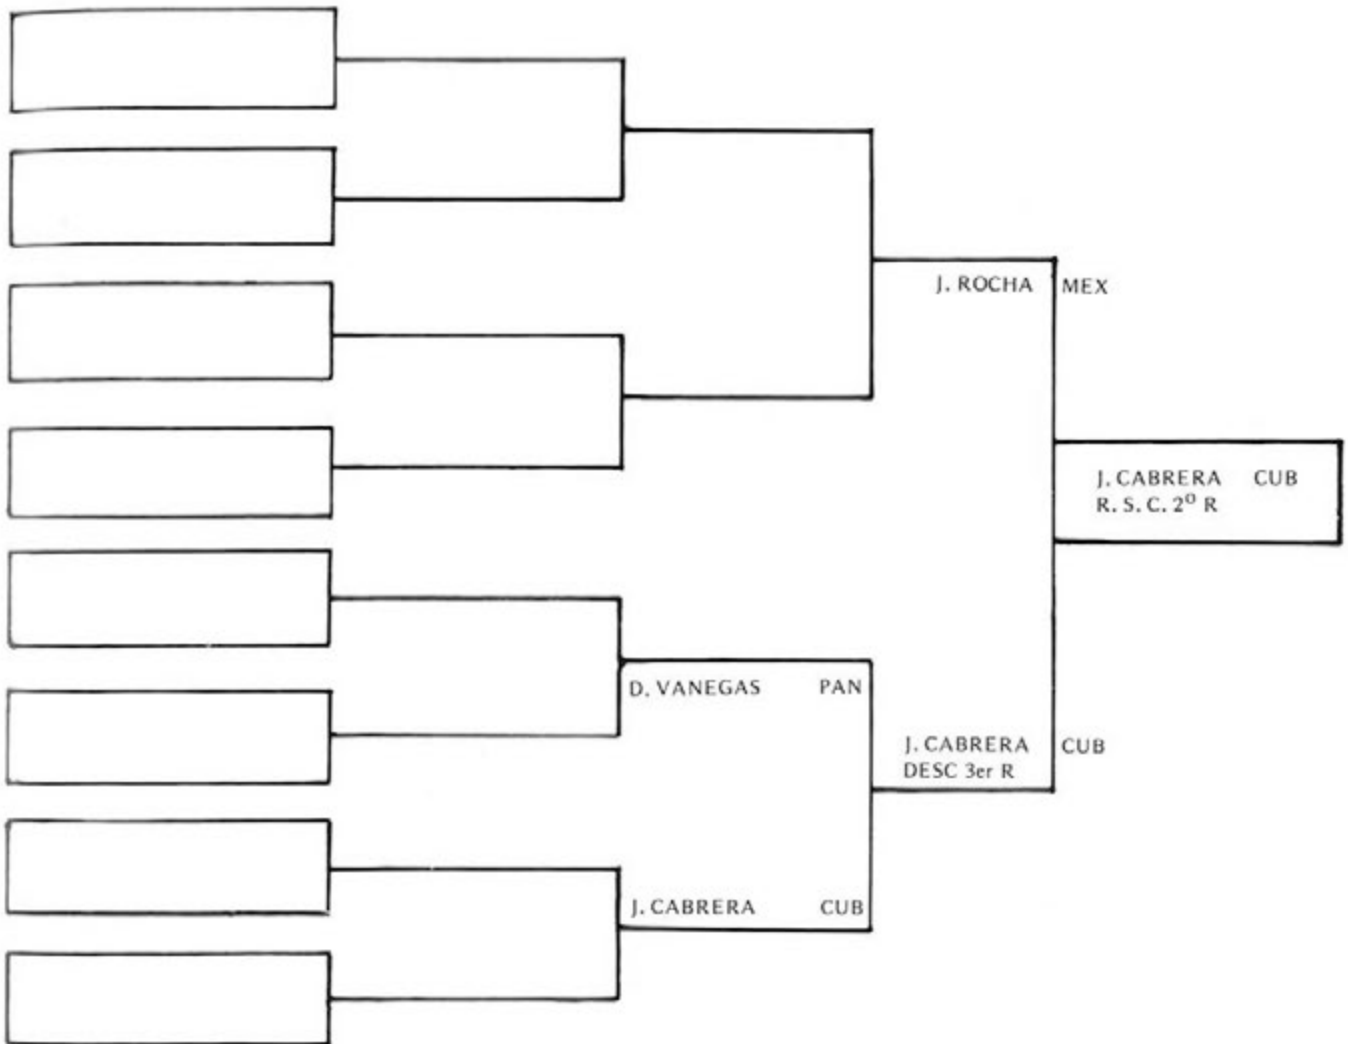 J. ROCHA MEX
J. CABRERA CUB
R. S. C. 2º R
D. VANEGAS PAN
J. CABRERA CUB
DESC 3er R
J. CABRERA CUB